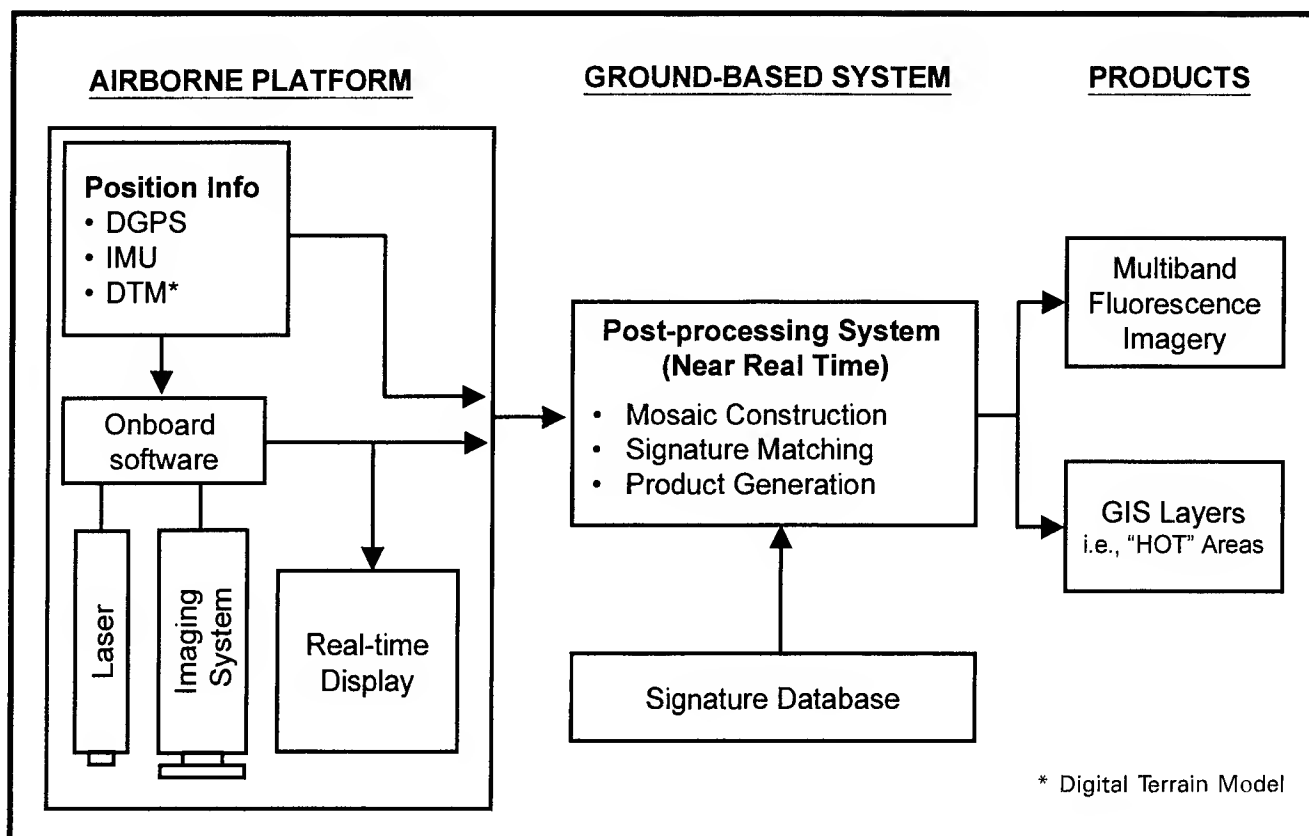 AIRBORNE PLATFORM
GROUND-BASED SYSTEM
PRODUCTS
Position Info
• DGPS
• IMU
• DTM*
Onboard
software
Laser
Imaging
System
Real-time
Display
Post-processing System
(Near Real Time)
• Mosaic Construction
• Signature Matching
• Product Generation
Signature Database
Multiband
Fluorescence
Imagery
GIS Layers
i.e., “HOT” Areas
* Digital Terrain Model